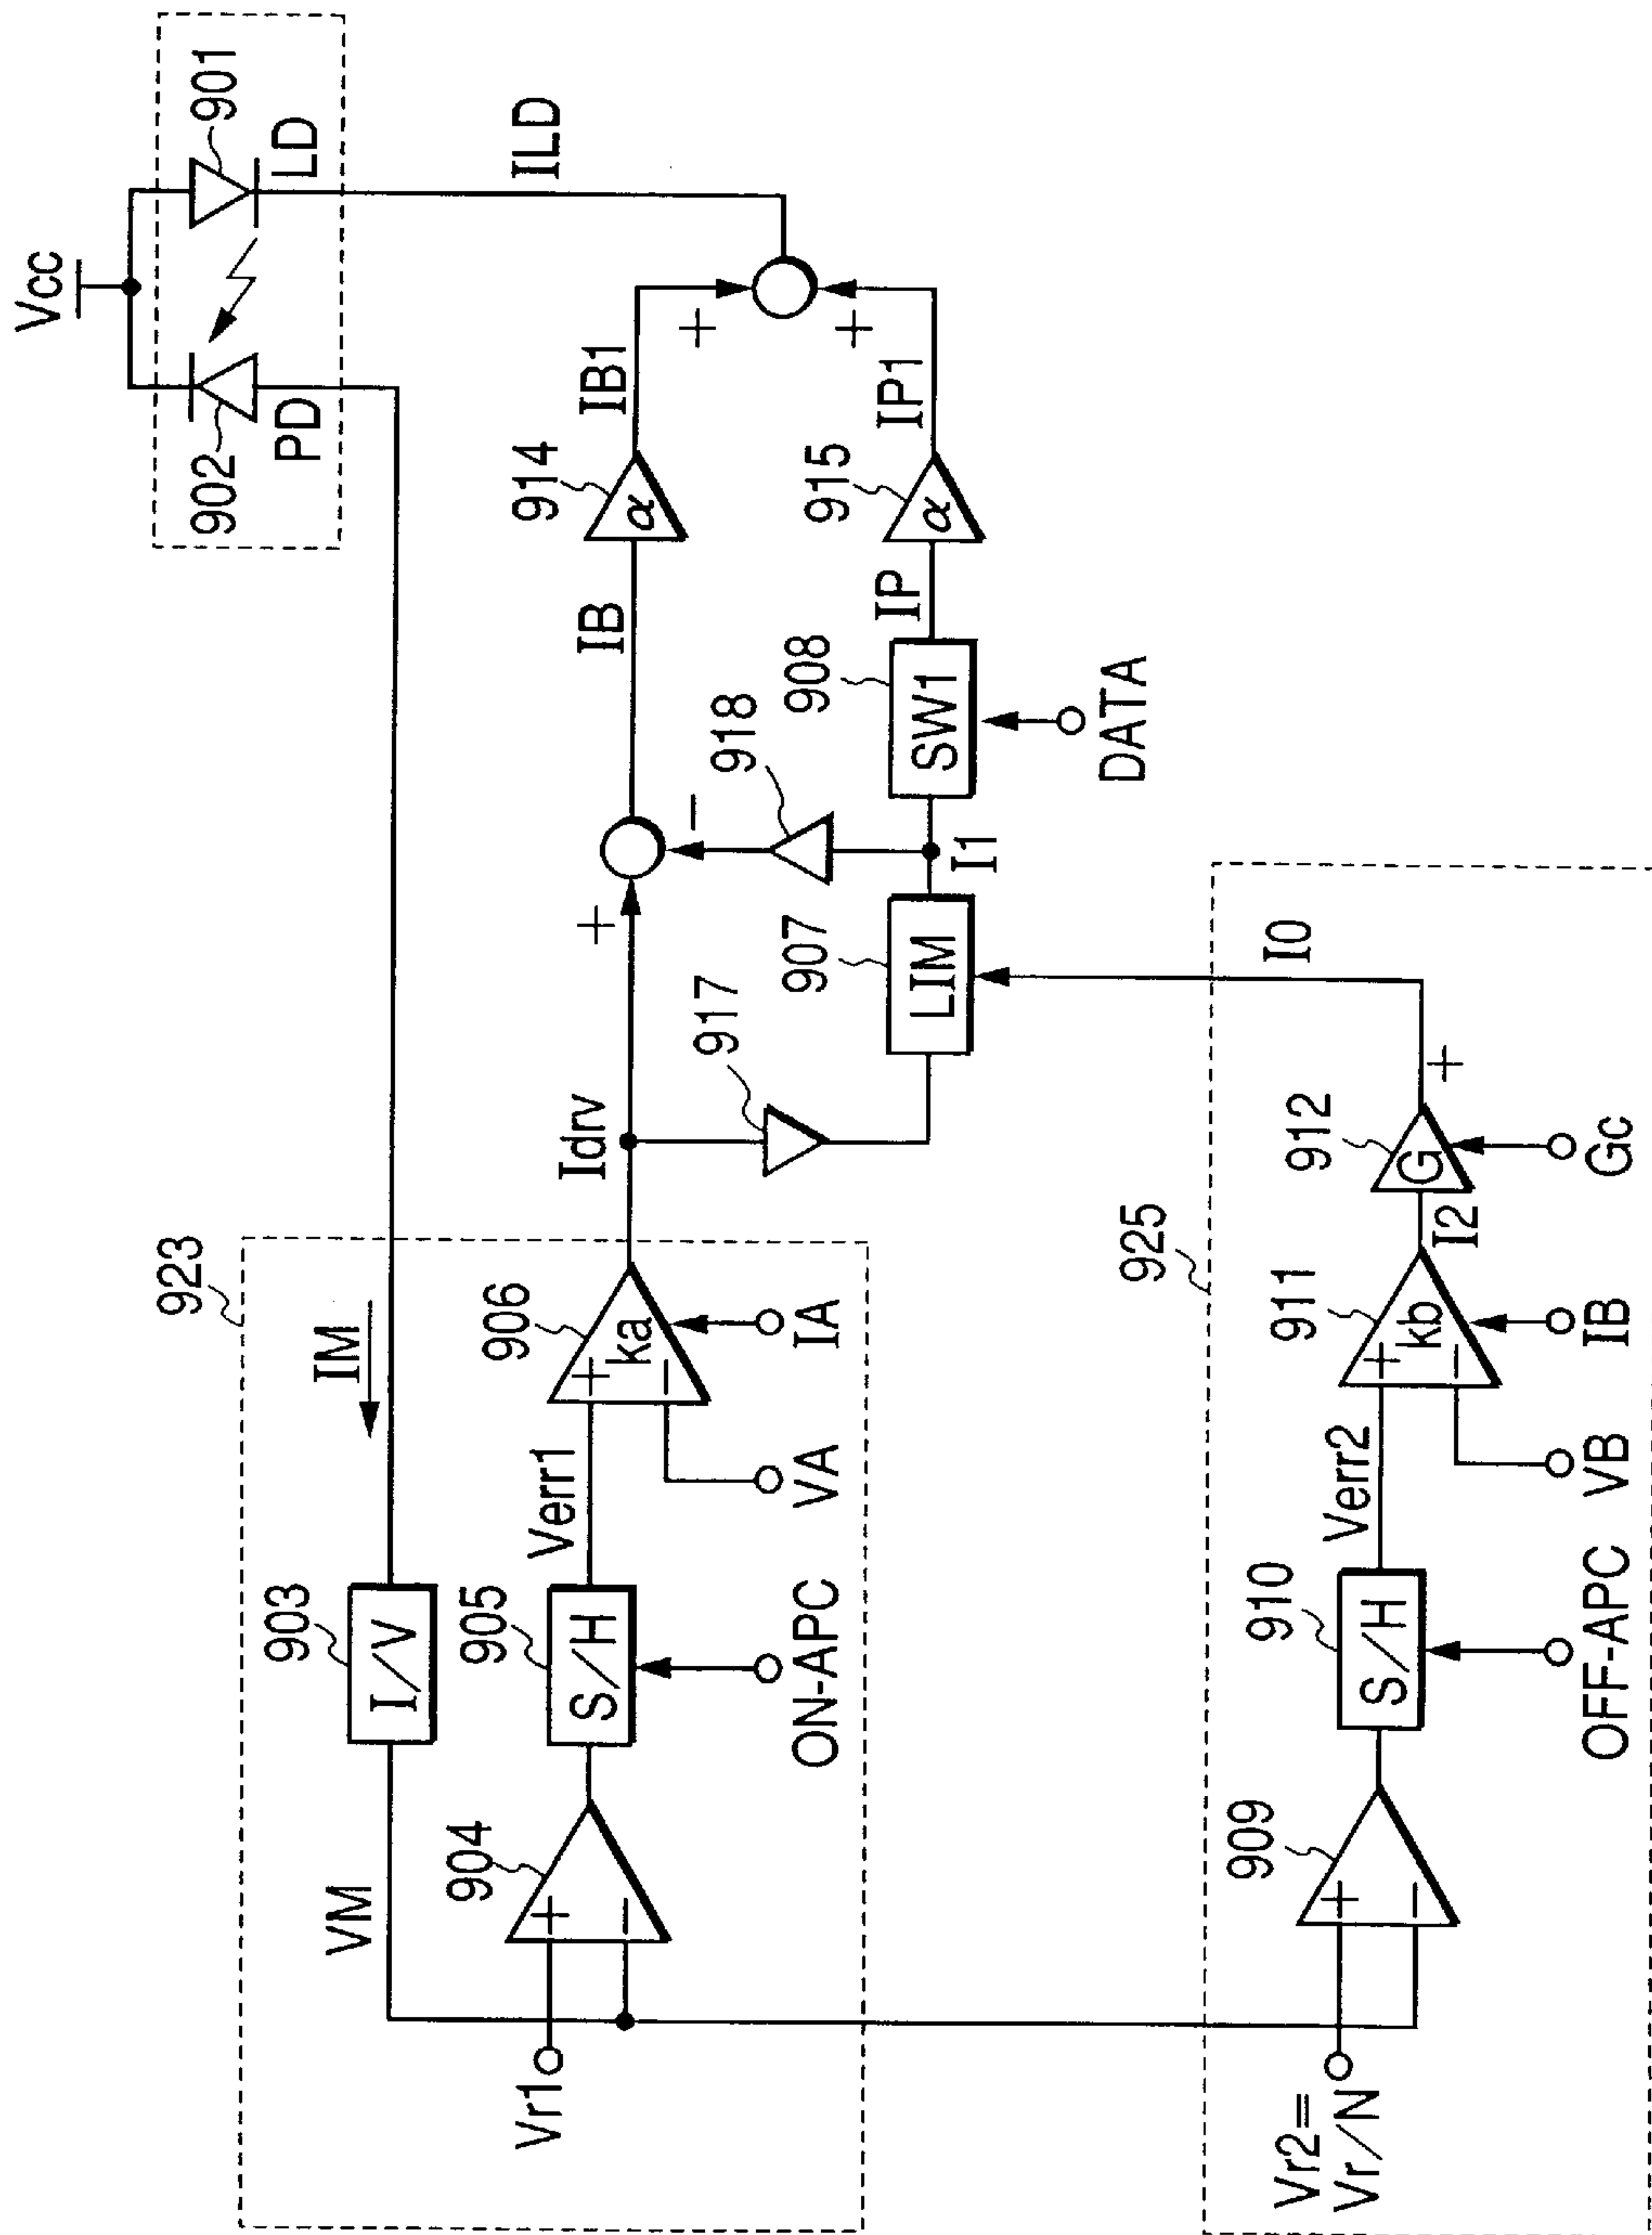 Vcc
901
LD
902
PD
ILD
923
IM
903
I/V
VM
904
Vr1
905
S/H
ON-APC
Verr1
906
ka
VA
IA
Idrv
917
907
LIM
918
I1
+
−
IB
914
α
IB1
+
908
SW1
DATA
IP
915
α
IP1
+
925
909
Vr2=
Vr/N
910
S/H
OFF-APC
Verr2
911
kb
VB
IB
I2
912
G
Gc
+
I0
+
−
+
−
+
−
+
−